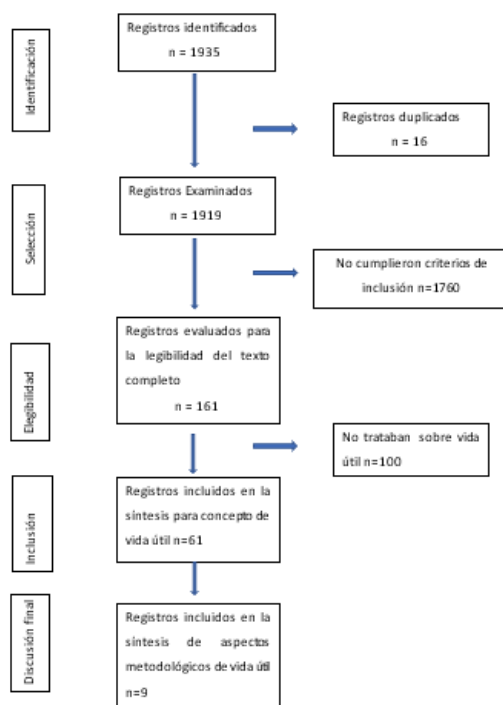 Identificación
Registros identificados
n = 1935
Registros duplicados
n = 16
Selección
Registros Examinados
n = 1919
No cumplieron criterios de
inclusión n=1760
Elegibilidad
Registros evaluados para
la legibilidad del texto
completo
n = 161
No trataban sobre vida
útil n=100
Inclusión
Registros incluidos en la
síntesis para concepto de
vida útil n=61
Discusión final
Registros incluidos en la
síntesis de aspectos
metodológicos de vida útil
n=9